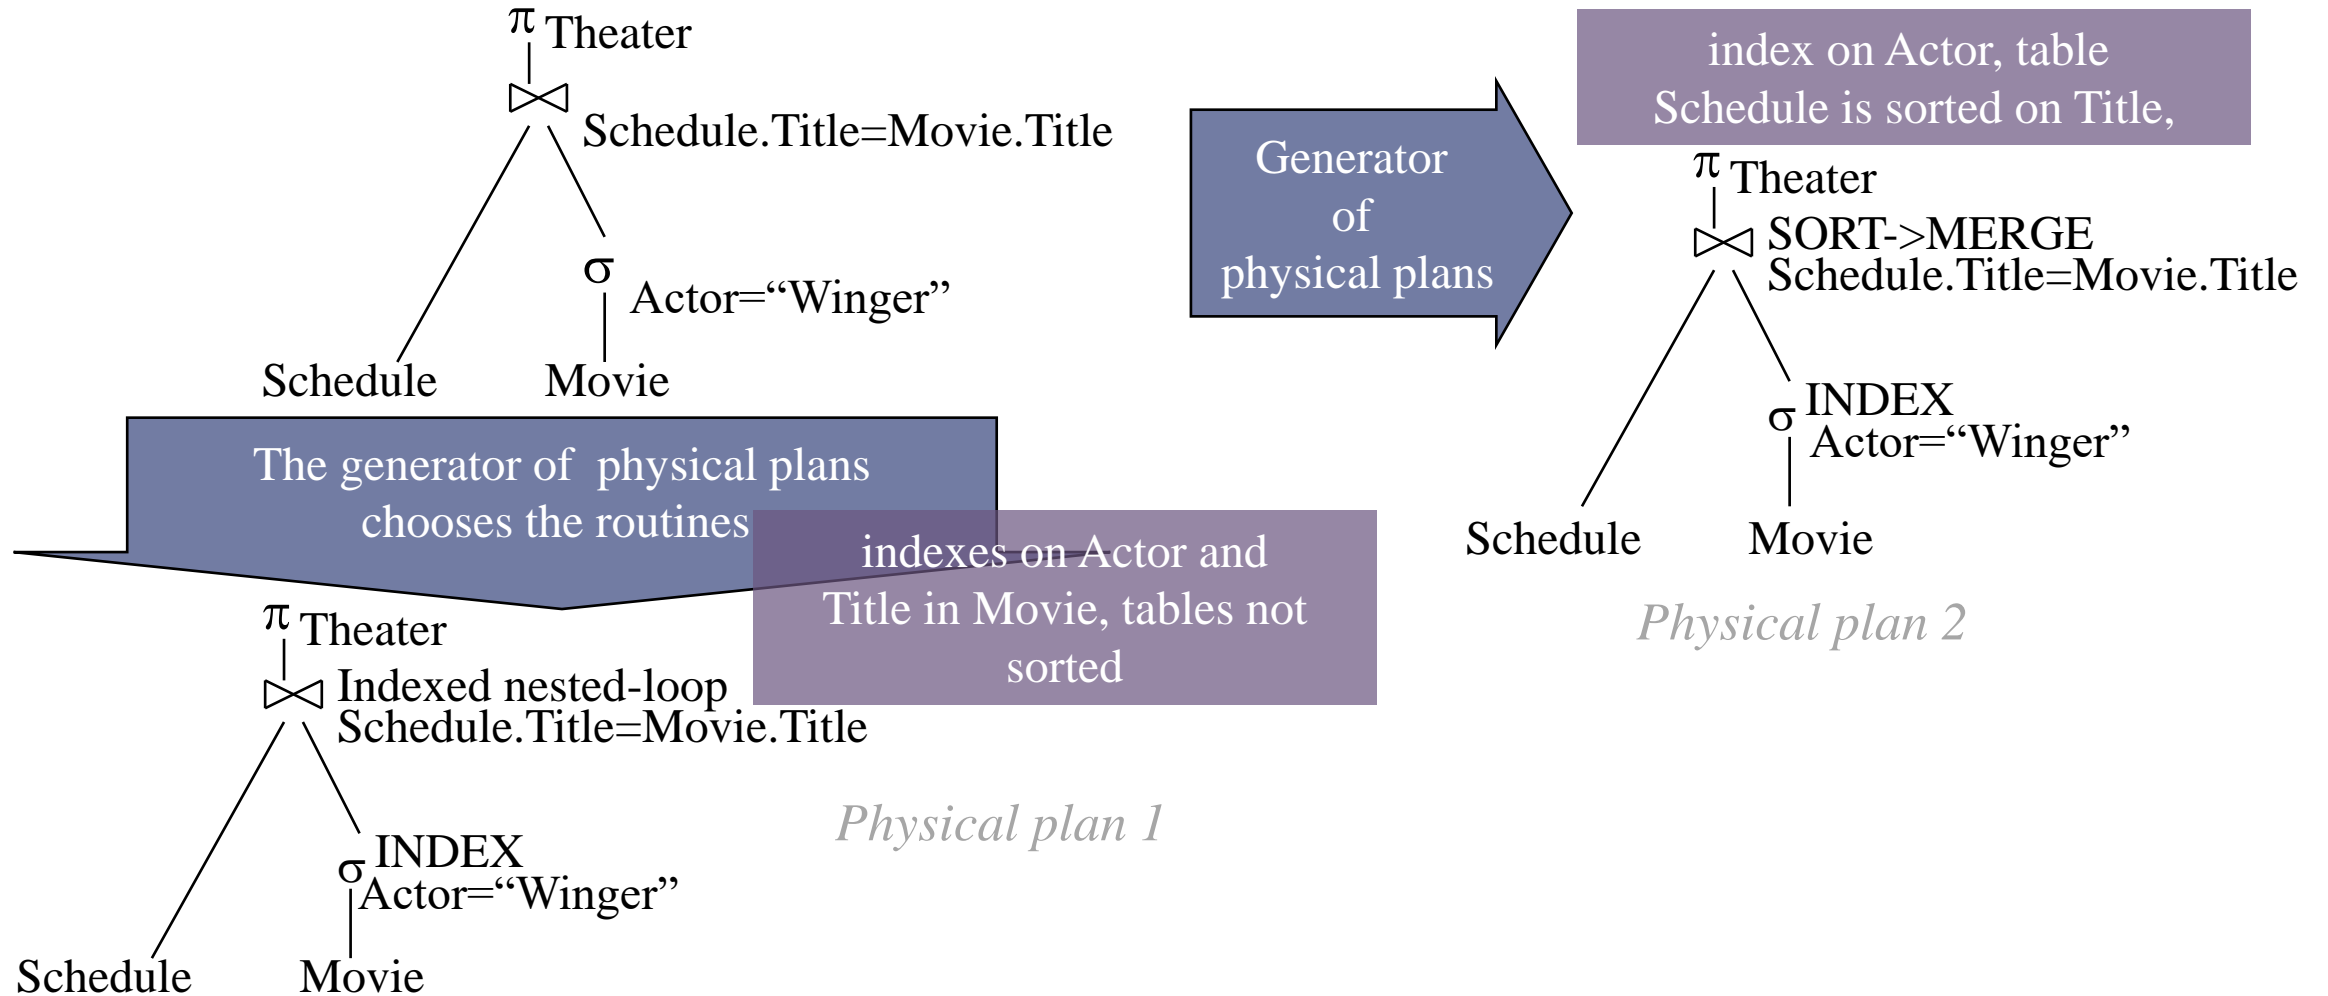 π Theater
Schedule.Title=Movie.Title
σ
Actor=“Winger”
Schedule
Movie
Generator
of
physical plans
index on Actor, table
Schedule is sorted on Title,
π Theater
SORT->MERGE
Schedule.Title=Movie.Title
INDEX
σ
Actor=“Winger”
Schedule
Movie
Physical plan 2
The generator of physical plans
chooses the routines
indexes on Actor and
Title in Movie, tables not
sorted
π Theater
Indexed nested-loop
Schedule.Title=Movie.Title
Physical plan 1
INDEX
σ
Actor=“Winger”
Schedule
Movie